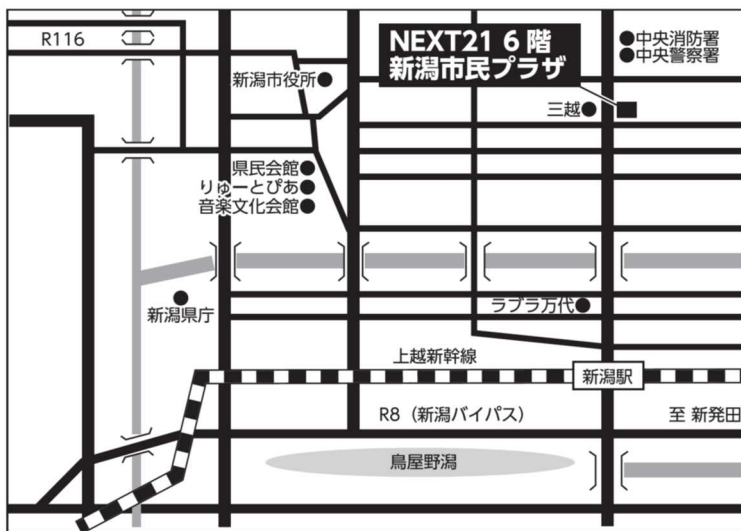 R116
NEXT21 6階
新潟市民プラザ
中央消防署
中央警察署
新潟市役所
三越
県民会館
りゅーとぴあ
音楽文化会館
新潟県庁
ラブラ万代
上越新幹線
新潟駅
R8（新潟バイパス）
至 新発田
鳥屋野潟